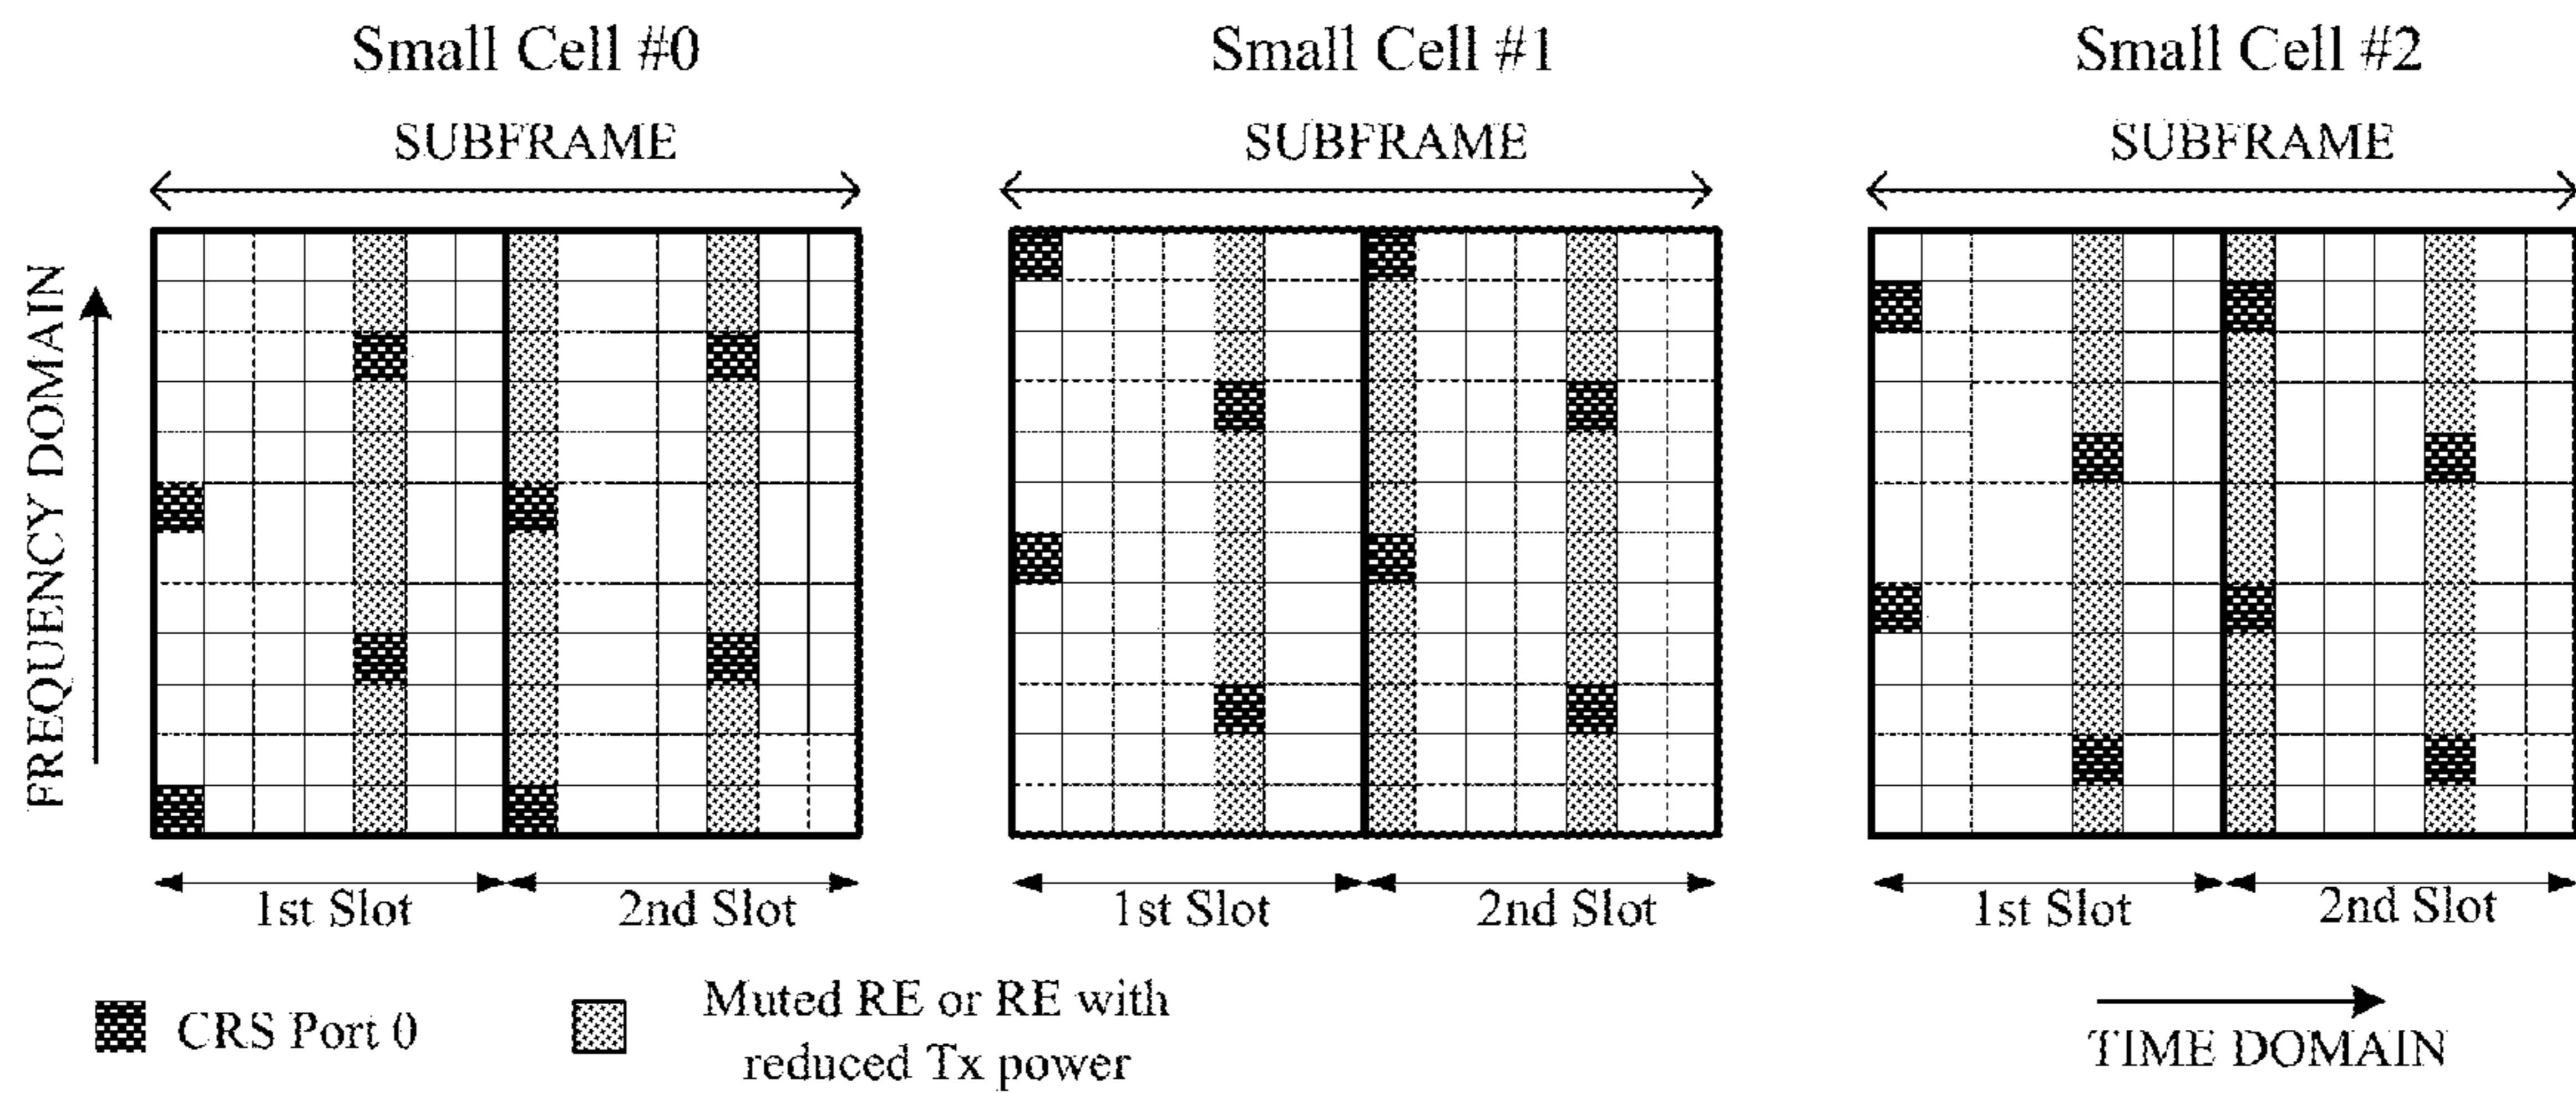 Small Cell #0
Small Cell #1
Small Cell #2
SUBFRAME
SUBFRAME
SUBFRAME
FREQUENCY DOMAIN
1st Slot
2nd Slot
1st Slot
2nd Slot
1st Slot
2nd Slot
CRS Port 0
Muted RE or RE with
reduced Tx power
TIME DOMAIN